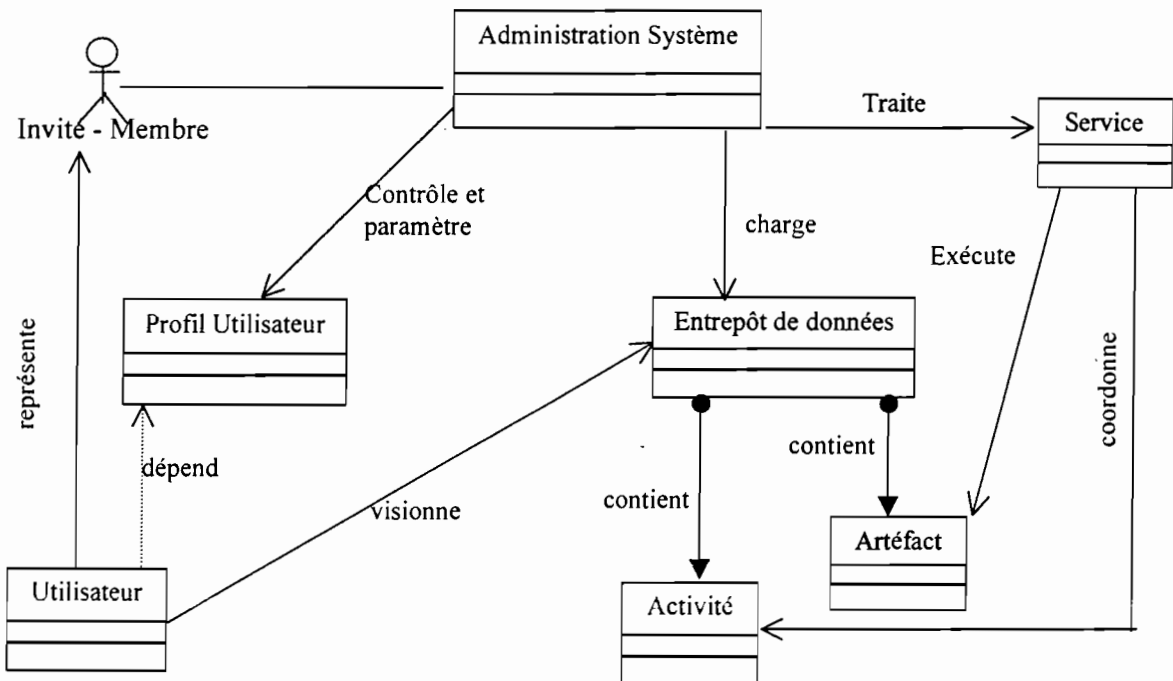 Administration Système
Invité - Membre
Traite
Service
Contrôle et
paramètre
charge
Exécute
Profil Utilisateur
Entrepôt de données
représente
coordonne
dépend
visionne
contient
contient
Artéfact
Utilisateur
Activité